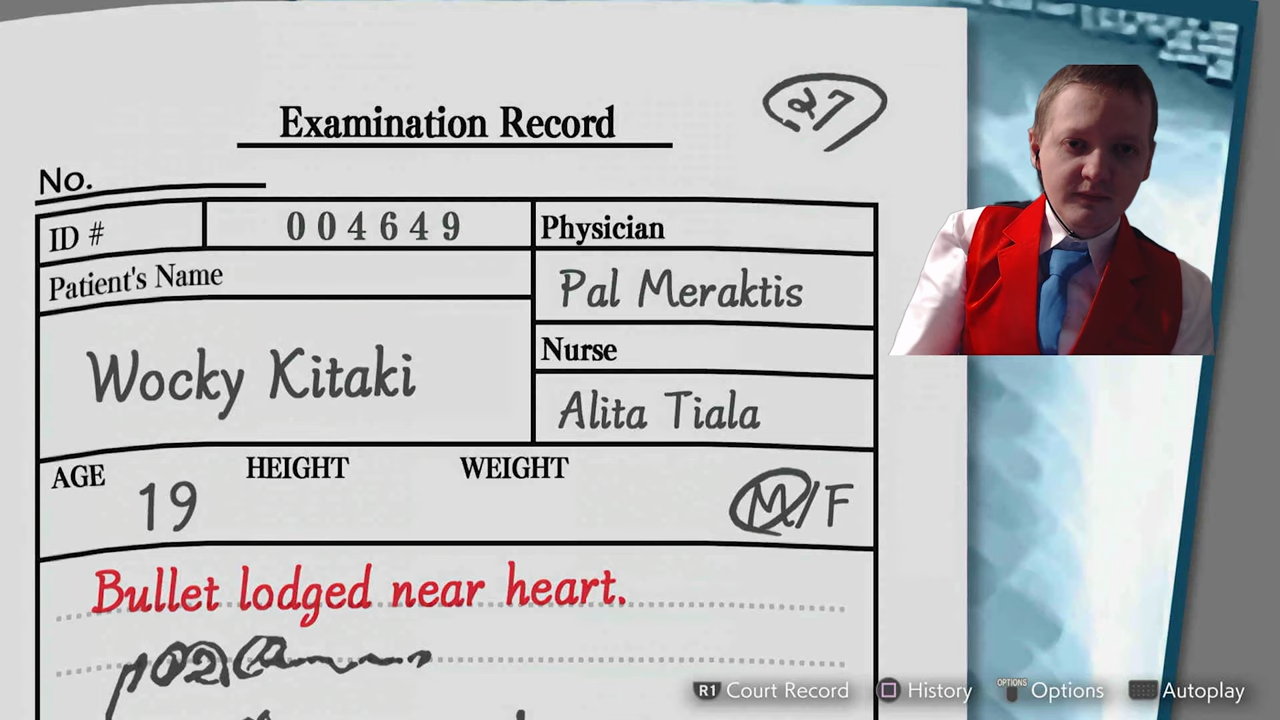 27
Examination Record
No.
ID # 004649
Physician
Patient's Name
Pal Meraktis
Wocky Kitaki
Nurse
Alita Tiala
AGE 19 HEIGHT WEIGHT M/F
Bullet lodged near heart.
R1 Court Record History OPTIONS Options Autoplay